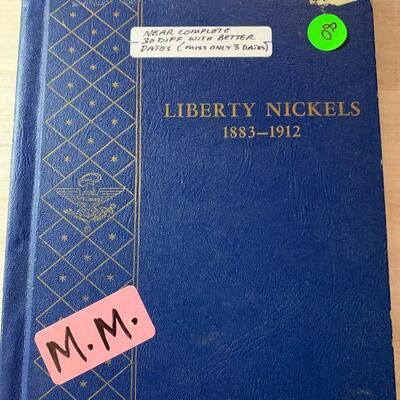 NEAR COMPLETE
30 DIFF WITH BETTER
DATES (MISS ONLY 3 DATES)
80
LIBERTY NICKELS
1883—1912
M.M.